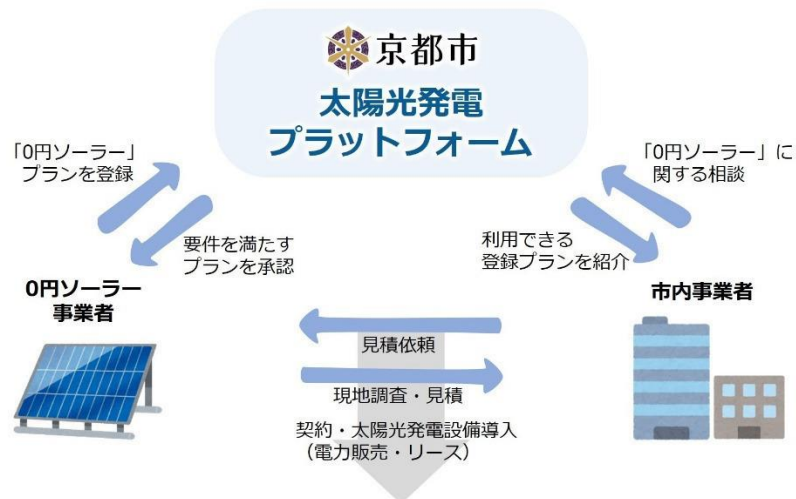 京都市
太陽光発電
プラットフォーム
「0円ソーラー」
プランを登録
「0円ソーラー」に
関する相談
要件を満たす
プランを承認
利用できる
登録プランを紹介
0円ソーラー
事業者
市内事業者
見積依頼
現地調査・見積
契約・太陽光発電設備導入
（電力販売・リース）